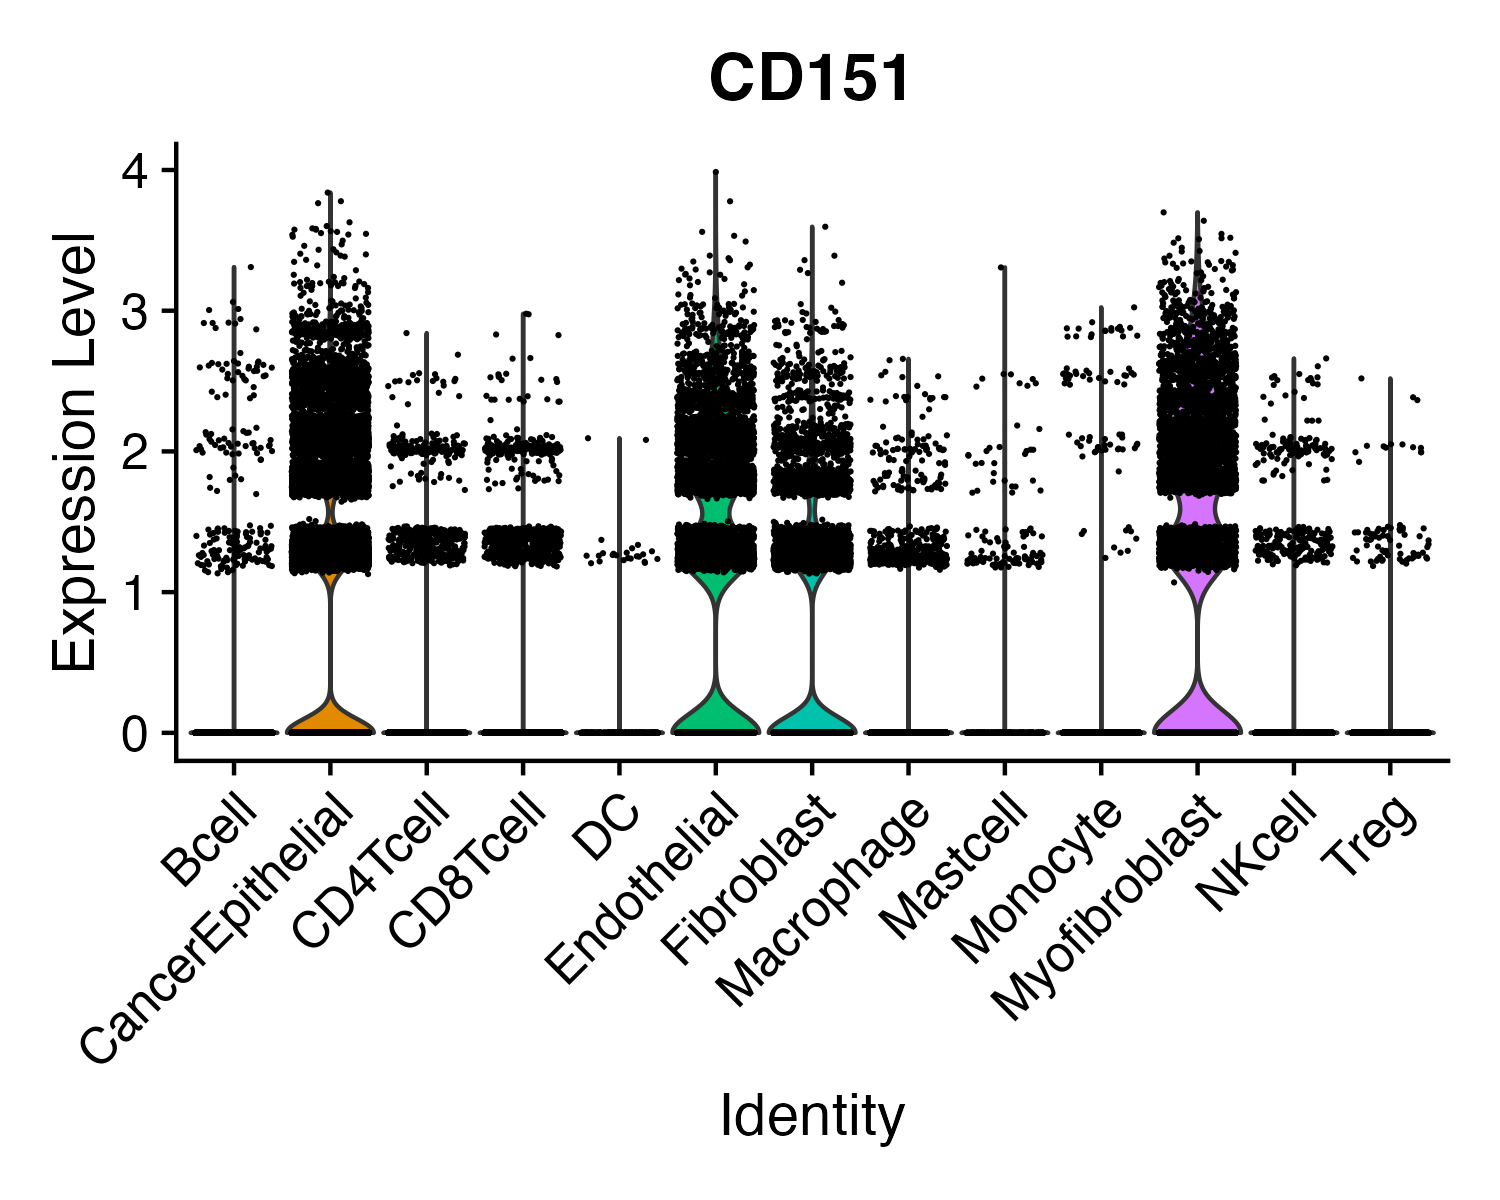 CD151
Expression Level
4
3
2
1
0
Bcell
CancerEpithelial
CD4Tcell
CD8Tcell
DC
Endothelial
Fibroblast
Macrophage
Mastcell
Monocyte
Myofibroblast
NKcell
Treg
Identity